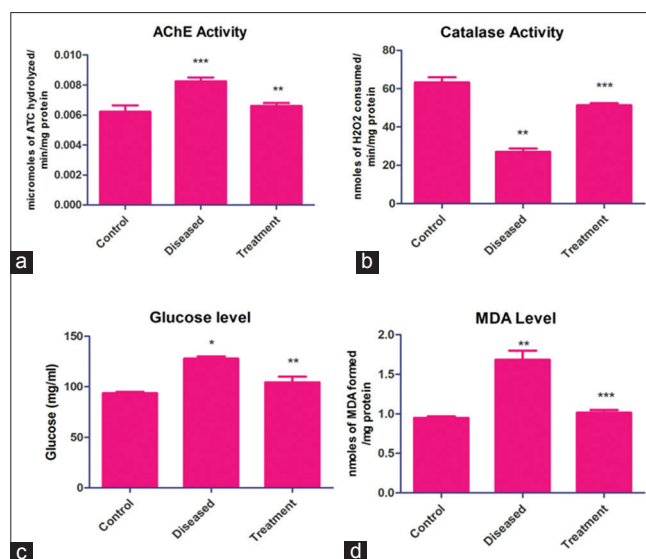 AChE Activity
micromoles of ATC hydrolyzed/
min/mg protein
0.010
0.008
0.006
0.004
0.002
0.000
***
**
Control
Diseased
Treatment
a
Catalase Activity
nmoles of H2O2 consumed/
min/mg protein
80
60
40
20
0
**
***
Control
Diseased
Treatment
b
Glucose level
Glucose (mg/ml)
150
100
50
0
*
**
Control
Diseased
Treatment
c
MDA Level
nmoles of MDA formed
/mg protein
2.0
1.5
1.0
0.5
0.0
**
***
Control
Diseased
Treatment
d